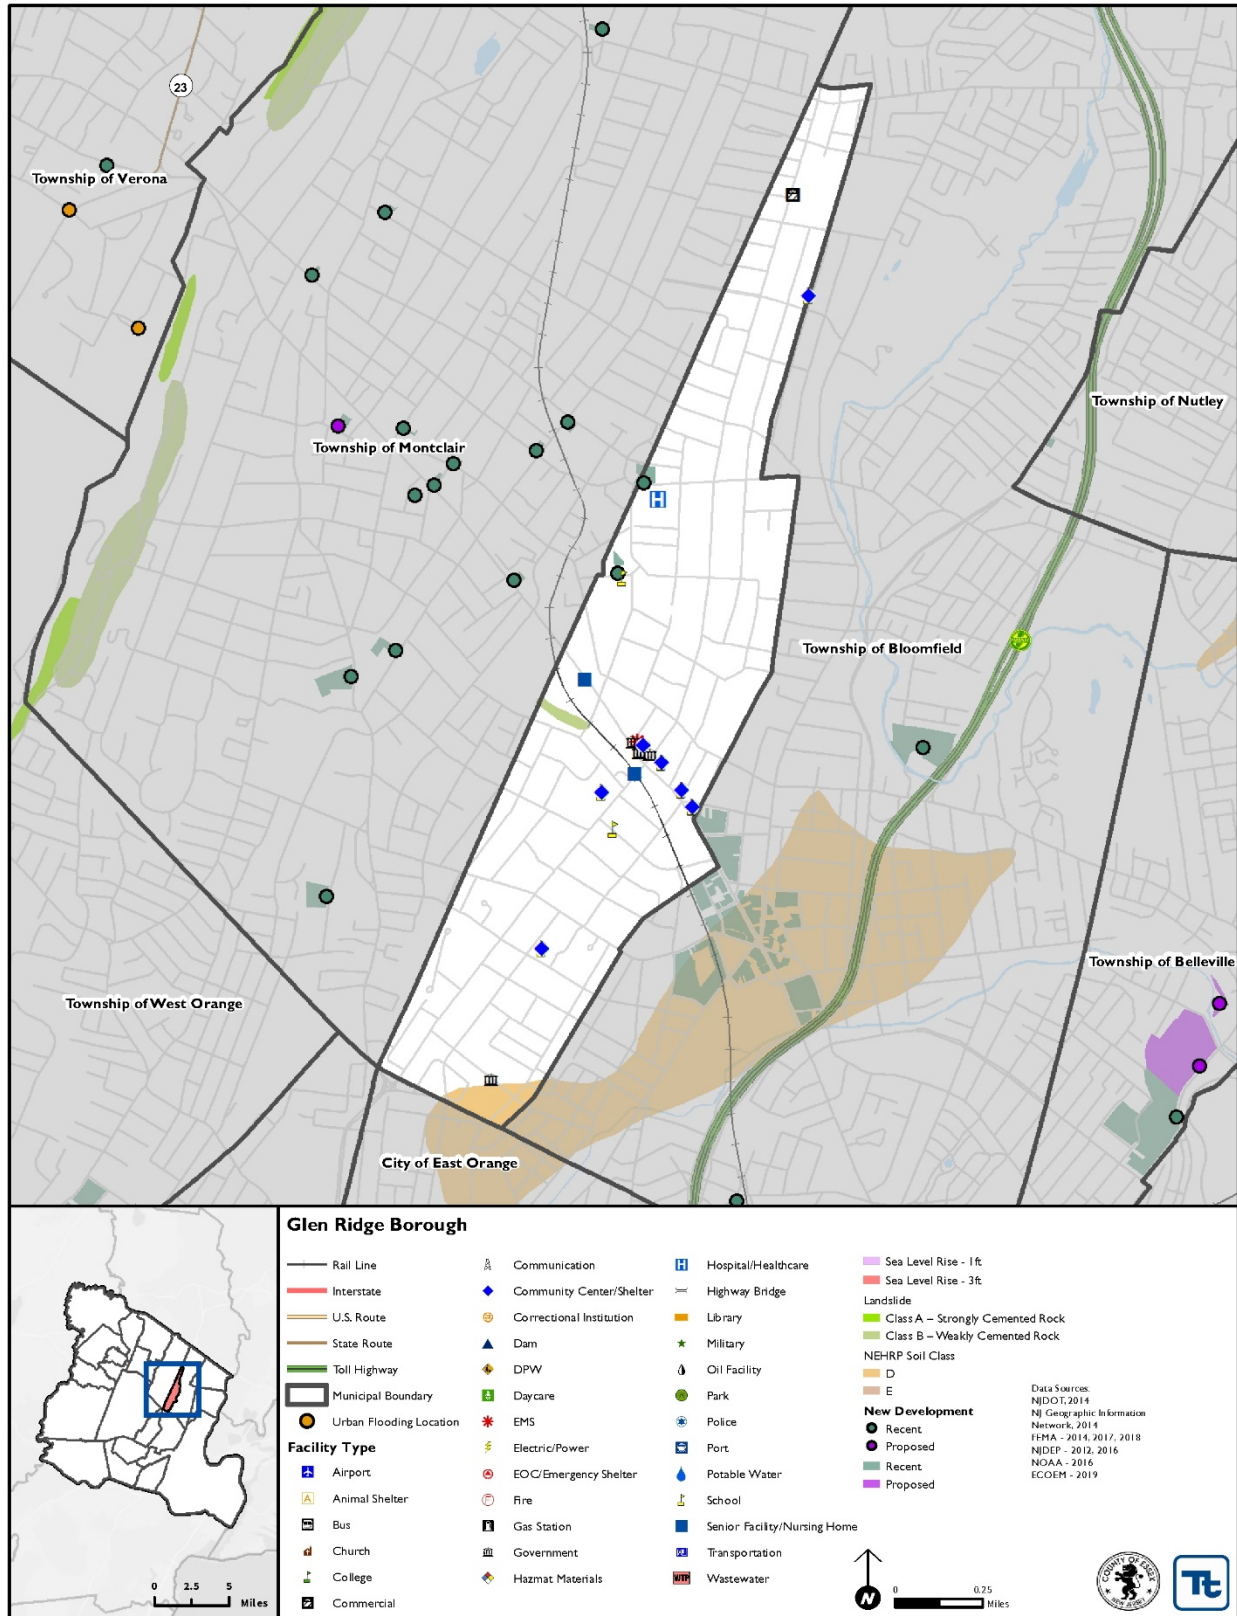 23
Township of Verona
Township of Montclair
Township of Nutley
Township of Bloomfield
Township of Belleville
Township of West Orange
City of East Orange
Glen Ridge Borough
Rail Line
Interstate
U.S. Route
State Route
Toll Highway
Municipal Boundary
Urban Flooding Location
Facility Type
Airport
Animal Shelter
Bus
Church
College
Commercial
Communication
Community Center/Shelter
Correctional Institution
Dam
DPW
Daycare
EMS
Electric/Power
EOC/Emergency Shelter
Fire
Gas Station
Government
Hazmat Materials
H Hospital/Healthcare
Highway Bridge
Library
Military
Oil Facility
Park
Police
Port
Potable Water
School
Senior Facility/Nursing Home
Transportation
WTP Wastewater
Sea Level Rise - 1ft
Sea Level Rise - 3ft
Landslide
Class A – Strongly Cemented Rock
Class B – Weakly Cemented Rock
NEHRP Soil Class
D
E
New Development
Recent
Proposed
Recent
Proposed
Data Sources:
NJDOT, 2014
NJ Geographic Information
Network, 2014
FEMA - 2014, 2017, 2018
NJDEP - 2012, 2016
NOAA - 2016
ECOEM - 2019
0 2.5 5
Miles
N
0 0.25
Miles
COUNTY OF ESSEX
NEW JERSEY
Tt